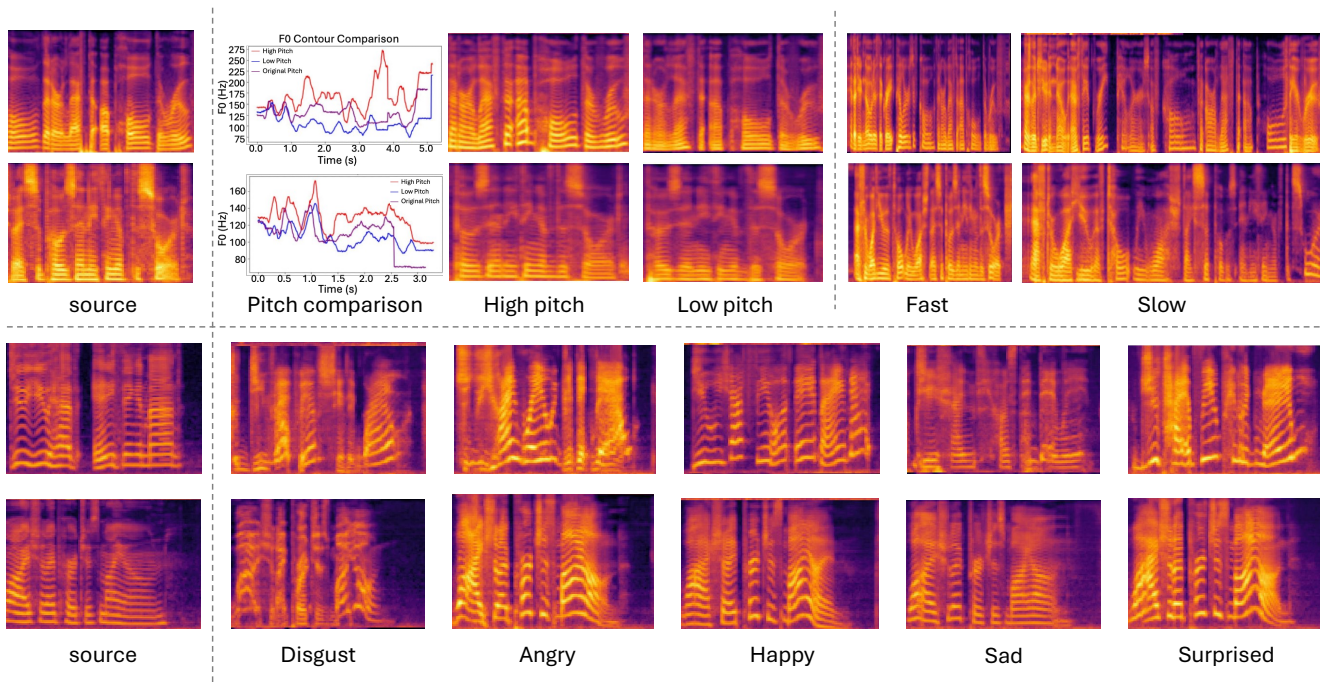 F0 Contour Comparison
High Pitch
Low Pitch
Original Pitch
F0 (Hz)
275
250
225
200
175
150
125
100
75
0.0 1.0 2.0 3.0 4.0 5.0
Time (s)
High Pitch
Low Pitch
Original Pitch
F0 (Hz)
160
140
120
100
80
0.0 0.5 1.0 1.5 2.0 2.5 3.0
Time (s)
source
Pitch comparison
High pitch
Low pitch
Fast
Slow
source
Disgust
Angry
Happy
Sad
Surprised